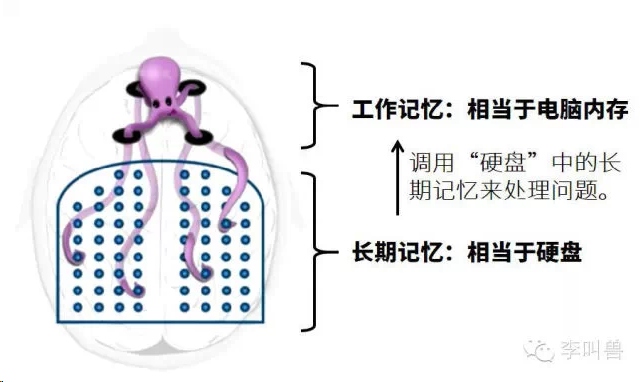 工作记忆：相当于电脑内存
调用“硬盘”中的长
期记忆来处理问题。
长期记忆：相当于硬盘
李叫兽